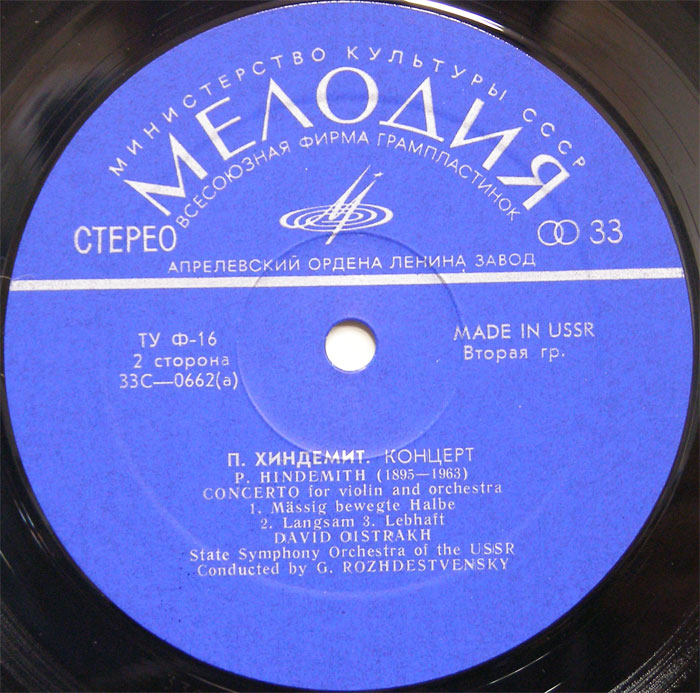 МИНИСТЕРСТВО КУЛЬТУРЫ СССР
МЕЛОДИЯ
ВСЕСОЮЗНАЯ ФИРМА ГРАМПЛАСТИНОК
СТЕРЕО
33
АПРЕЛЕВСКИЙ ОРДЕНА ЛЕНИНА ЗАВОД
ТУ Ф-16
2 сторона
33С—0662(а)
MADE IN USSR
Вторая гр.
П. ХИНДЕМИТ. КОНЦЕРТ
P. HINDEMITH (1895—1963)
CONCERTO for violin and orchestra
1. Mässig bewegte Halbe
2. Langsam 3. Lebhaft
DAVID OISTRAKH
State Symphony Orchestra of the USSR
Conducted by G. ROZHDESTVENSKY